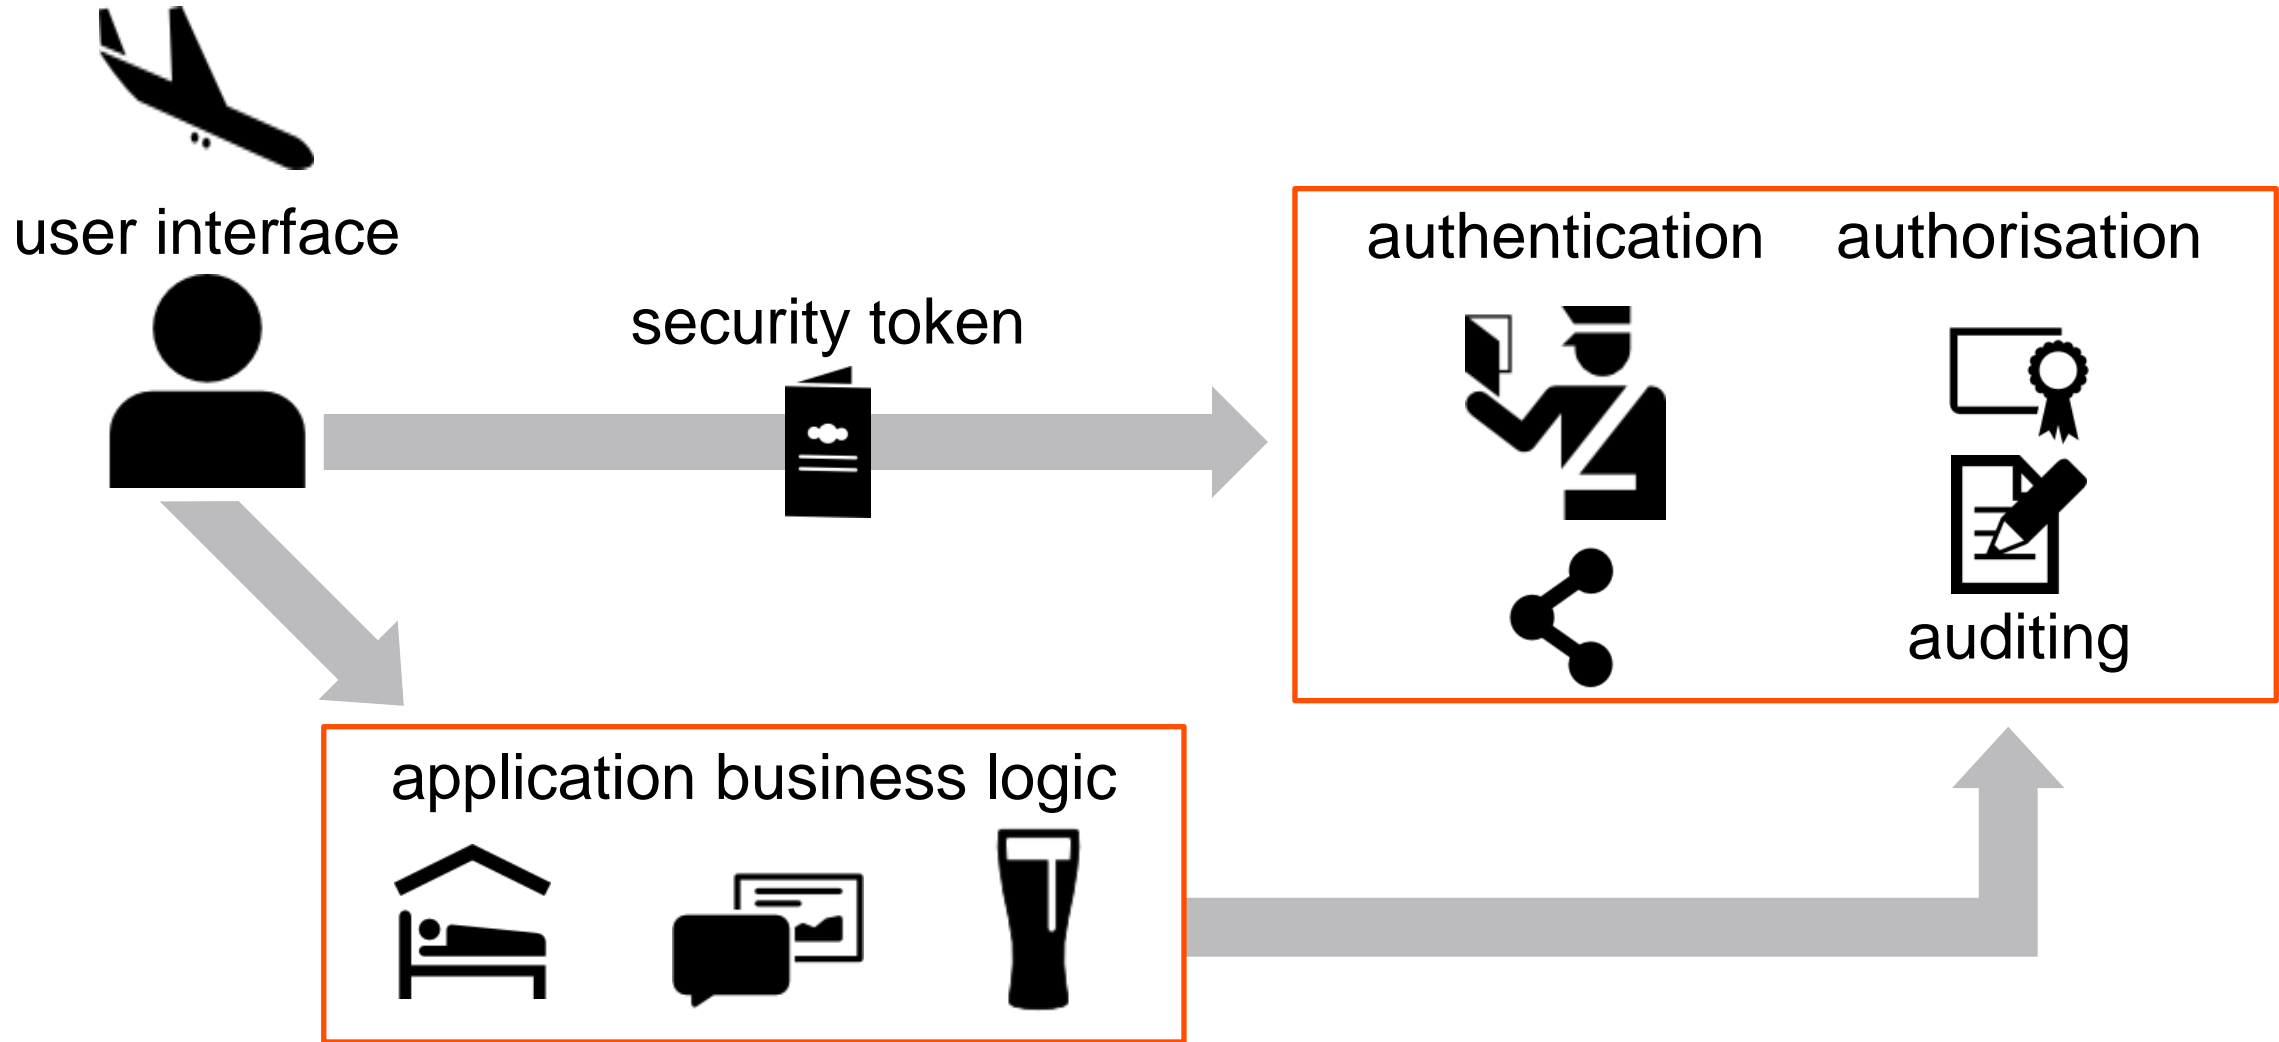 user interface
security token
authentication
authorisation
auditing
application business logic